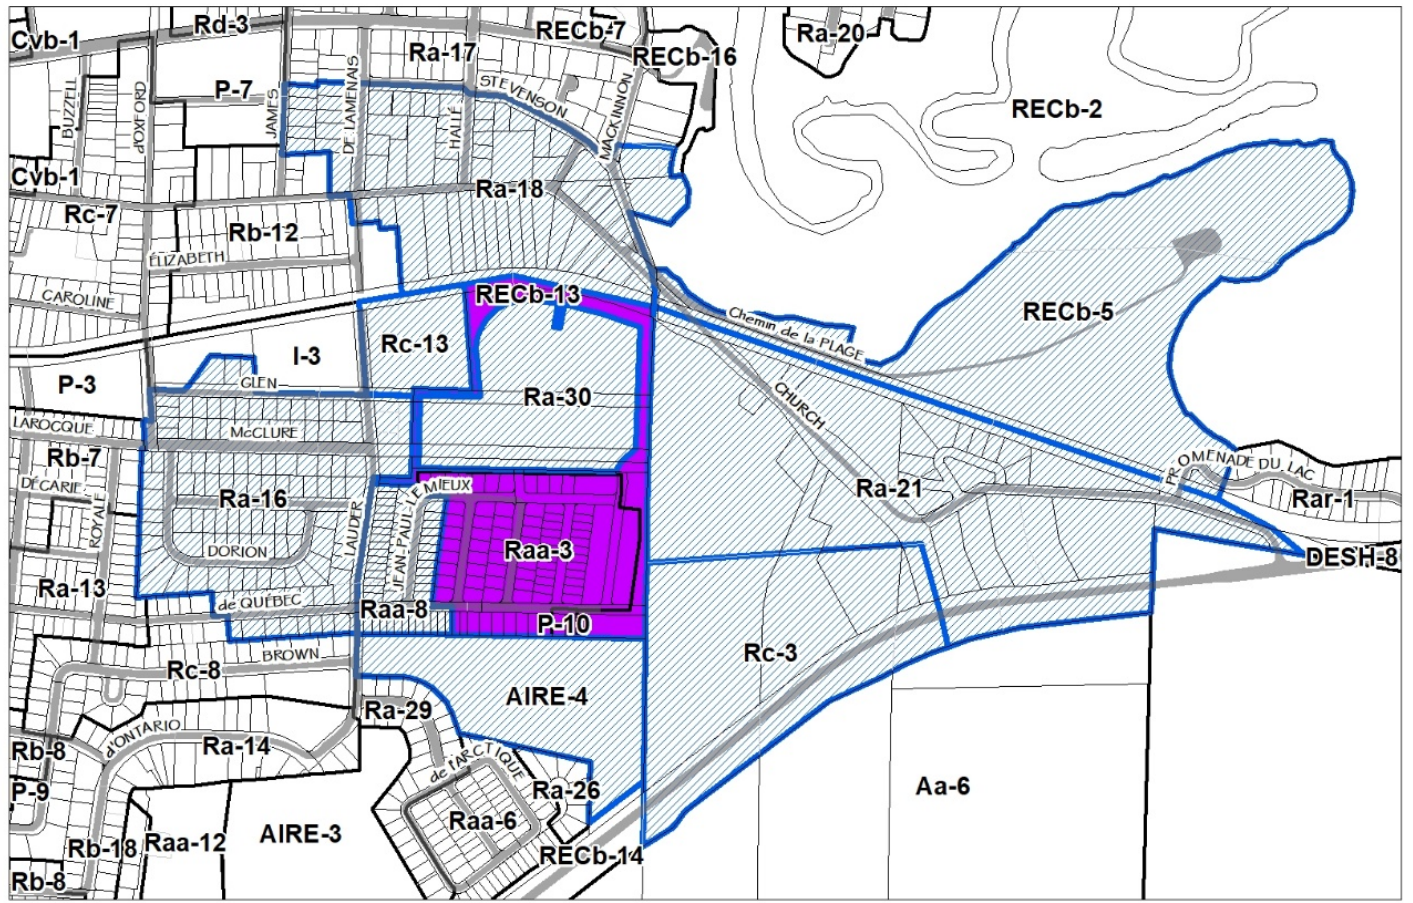 Cvb-1
Rd-3
Ra-17
RECb-7
RECb-16
Ra-20
BUZZELL
D'OXFORD
P-7
JAMES
DE LAMENAIS
HALLÉ
STEVENSON
MACKINNON
RECb-2
Cvb-1
Rc-7
Ra-18
Rb-12
ÉLIZABETH
CAROLINE
RECb-13
Chemin de la PLAGE
RECb-5
I-3
Rc-13
P-3
GLEN
Ra-30
CHURCH
LAROCQUE
McCLURE
Rb-7
DÉCARIE
ROYALE
Ra-16
LAUDER
JEAN-PAUL-LEMIEUX
Ra-21
PROMENADE DU LAC
Rar-1
DORION
Raa-3
DESH-8
Ra-13
de QUÉBEC
Raa-8
P-10
Rc-8
BROWN
Rc-3
AIRE-4
Ra-29
d'ONTARIO
Ra-14
Rb-8
de l'ARCTIQUE
P-9
Ra-26
Aa-6
Raa-6
Rb-18
Raa-12
AIRE-3
RECb-14
Rb-8